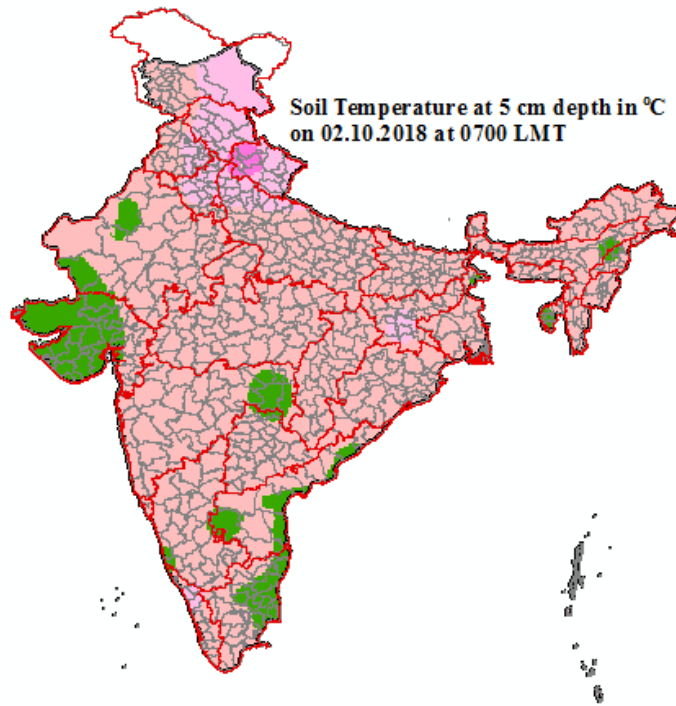 Soil Temperature at 5 cm depth in ⁰C
on 02.10.2018 at 0700 LMT